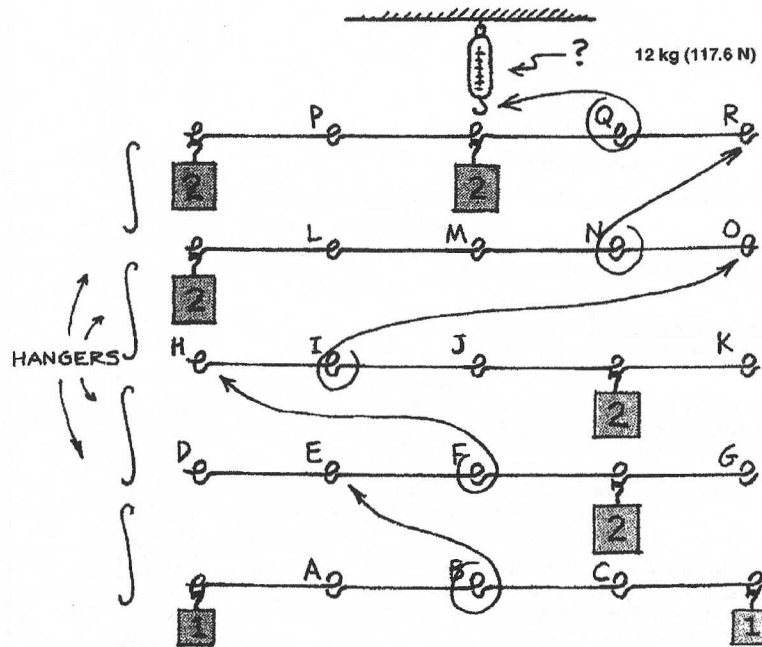 ?
12 kg (117.6 N)
P Q R
2 2
L M N O
2
HANGERS
H I J K
2
D E F G
2
A B C
1 1